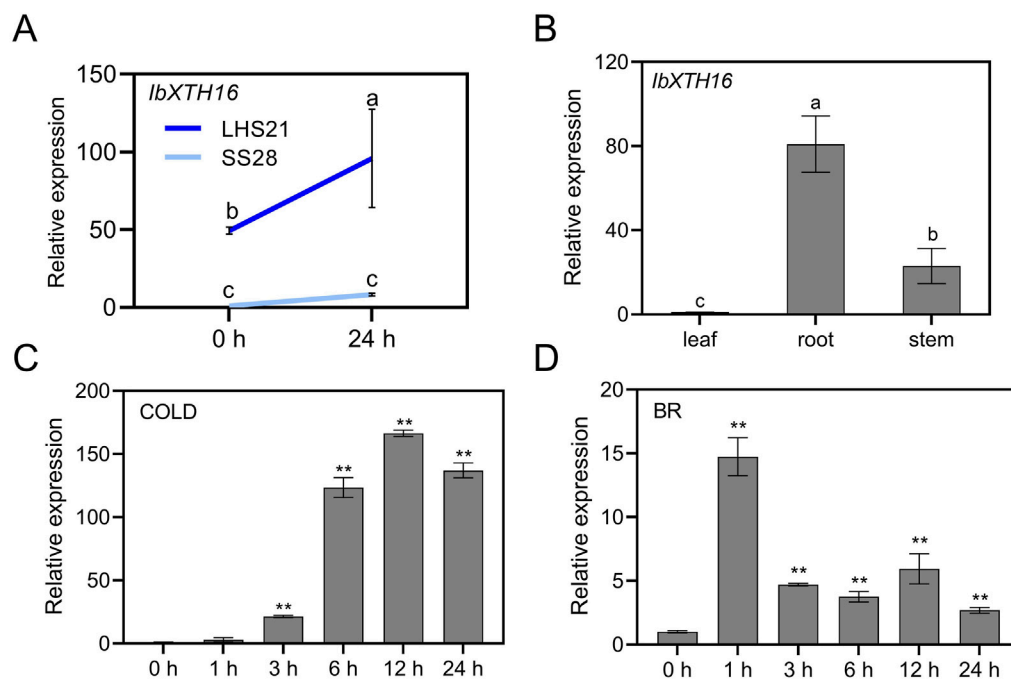 A
Relative expression
150
100
50
0
IbXTH16
LHS21
SS28
a
b
c
c
0 h
24 h
B
Relative expression
120
80
40
0
IbXTH16
c
a
b
leaf
root
stem
C
Relative expression
200
150
100
50
0
COLD
**
**
**
**
0 h
1 h
3 h
6 h
12 h
24 h
D
Relative expression
20
15
10
5
0
BR
**
**
**
**
**
0 h
1 h
3 h
6 h
12 h
24 h